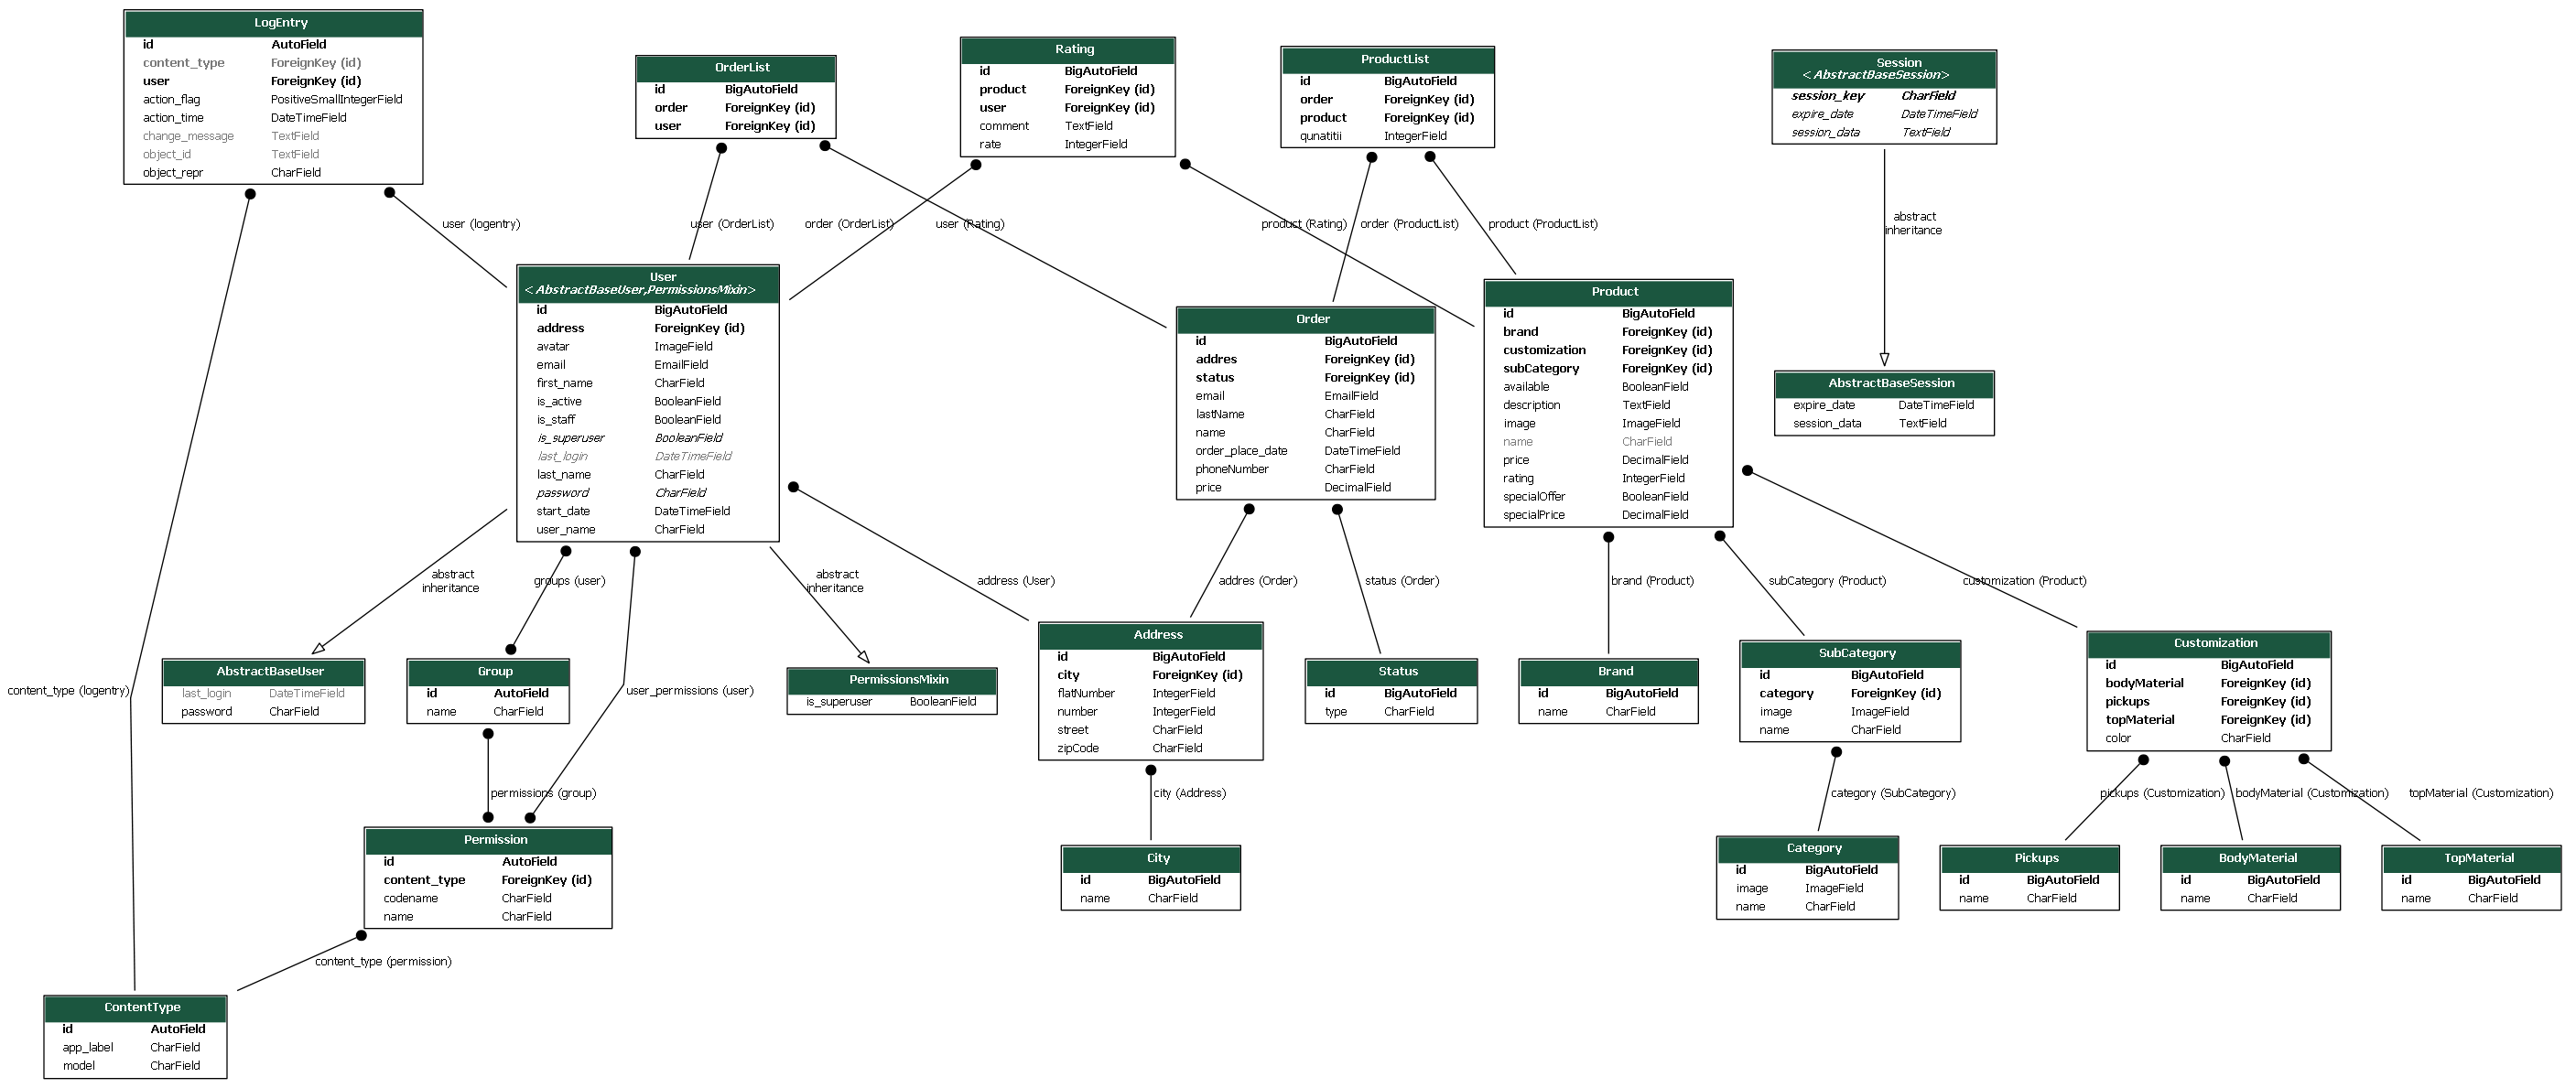 LogEntry
id AutoField
content_type ForeignKey (id)
user ForeignKey (id)
action_flag PositiveSmallIntegerField
action_time DateTimeField
change_message TextField
object_id TextField
object_repr CharField
OrderList
id BigAutoField
order ForeignKey (id)
user ForeignKey (id)
Rating
id BigAutoField
product ForeignKey (id)
user ForeignKey (id)
comment TextField
rate IntegerField
ProductList
id BigAutoField
order ForeignKey (id)
product ForeignKey (id)
qunatitii IntegerField
Session
<AbstractBaseSession>
session_key CharField
expire_date DateTimeField
session_data TextField
user (logentry)
user (OrderList)
order (OrderList)
user (Rating)
product (Rating)
order (ProductList)
product (ProductList)
abstract
inheritance
User
<AbstractBaseUser,PermissionsMixin>
id BigAutoField
address ForeignKey (id)
avatar ImageField
email EmailField
first_name CharField
is_active BooleanField
is_staff BooleanField
is_superuser BooleanField
last_login DateTimeField
last_name CharField
password CharField
start_date DateTimeField
user_name CharField
Order
id BigAutoField
addres ForeignKey (id)
status ForeignKey (id)
email EmailField
lastName CharField
name CharField
order_place_date DateTimeField
phoneNumber CharField
price DecimalField
Product
id BigAutoField
brand ForeignKey (id)
customization ForeignKey (id)
subCategory ForeignKey (id)
available BooleanField
description TextField
image ImageField
name CharField
price DecimalField
rating IntegerField
specialOffer BooleanField
specialPrice DecimalField
AbstractBaseSession
expire_date DateTimeField
session_data TextField
abstract
inheritance
groups (user)
abstract
inheritance
address (User)
addres (Order)
status (Order)
brand (Product)
subCategory (Product)
customization (Product)
content_type (logentry)
AbstractBaseUser
last_login DateTimeField
password CharField
Group
id AutoField
name CharField
user_permissions (user)
PermissionsMixin
is_superuser BooleanField
Address
id BigAutoField
city ForeignKey (id)
flatNumber IntegerField
number IntegerField
street CharField
zipCode CharField
Status
id BigAutoField
type CharField
Brand
id BigAutoField
name CharField
SubCategory
id BigAutoField
category ForeignKey (id)
image ImageField
name CharField
Customization
id BigAutoField
bodyMaterial ForeignKey (id)
pickups ForeignKey (id)
topMaterial ForeignKey (id)
color CharField
permissions (group)
city (Address)
category (SubCategory)
pickups (Customization)
bodyMaterial (Customization)
topMaterial (Customization)
Permission
id AutoField
content_type ForeignKey (id)
codename CharField
name CharField
City
id BigAutoField
name CharField
Category
id BigAutoField
image ImageField
name CharField
Pickups
id BigAutoField
name CharField
BodyMaterial
id BigAutoField
name CharField
TopMaterial
id BigAutoField
name CharField
content_type (permission)
ContentType
id AutoField
app_label CharField
model CharField